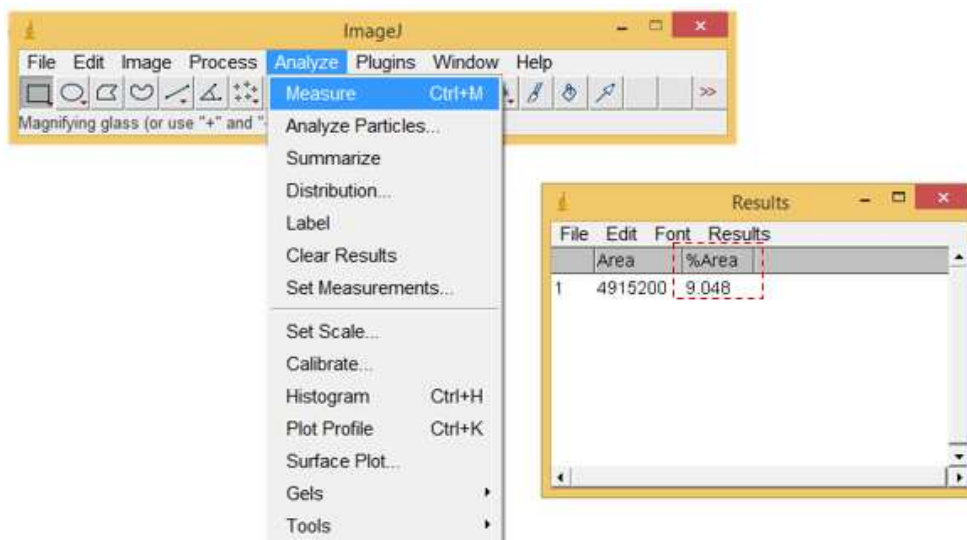 ImageJ
File Edit Image Process Analyze Plugins Window Help
>>
Magnifying glass (or use "+" and "-
Measure Ctrl+M
Analyze Particles...
Summarize
Distribution...
Label
Clear Results
Set Measurements...
Set Scale...
Calibrate...
Histogram Ctrl+H
Plot Profile Ctrl+K
Surface Plot...
Gels
Tools
Results
File Edit Font Results
Area %Area
1 4915200 9.048